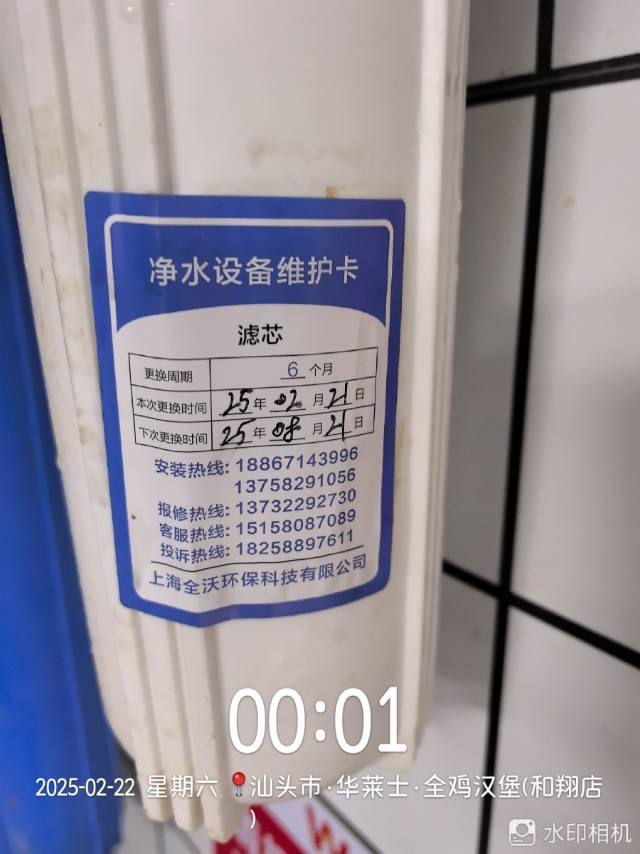 净水设备维护卡
滤芯
更换周期 6 个月
本次更换时间 25年02月21日
下次更换时间 25年08月21日
安装热线: 18867143996
13758291056
报修热线: 13732292730
客服热线: 15158087089
投诉热线: 18258897611
上海全沃环保科技有限公司
00:01
2025-02-22 星期六 汕头市·华莱士·全鸡汉堡(和翔店
)
水印相机